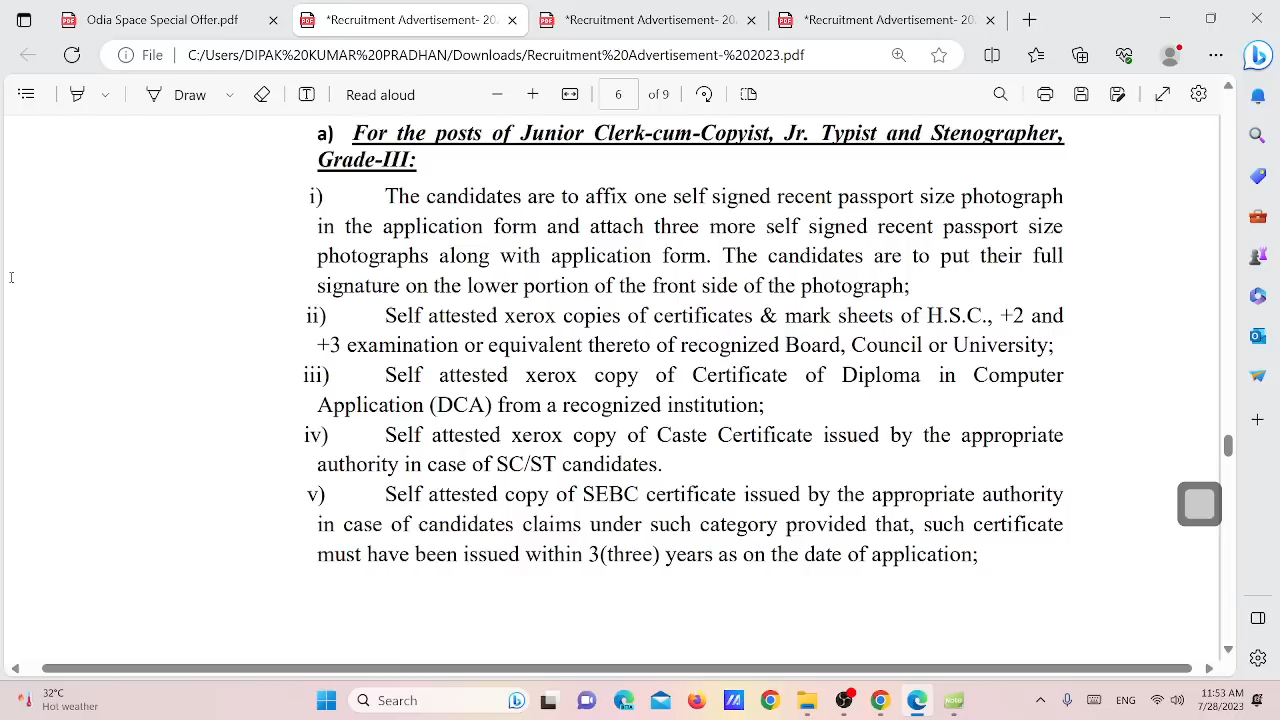 Odia Space Special Offer.pdf
*Recruitment Advertisement- 20
*Recruitment Advertisement- 20.
*Recruitment Advertisement- 20.
File
C:/Users/DIPAK%20KUMAR%20PRADHAN/Downloads/Recruitment%20Advertisement-%202023.pdf
Draw
Read aloud
6
of 9
a) For the posts of Junior Clerk-cum-Copyist, Jr. Typist and Stenographer,
Grade-III:
i) The candidates are to affix one self signed recent passport size photograph
in the application form and attach three more self signed recent passport size
photographs along with application form. The candidates are to put their full
signature on the lower portion of the front side of the photograph;
ii) Self attested xerox copies of certificates & mark sheets of H.S.C., +2 and
+3 examination or equivalent thereto of recognized Board, Council or University;
iii) Self attested xerox copy of Certificate of Diploma in Computer
Application (DCA) from a recognized institution;
iv) Self attested xerox copy of Caste Certificate issued by the appropriate
authority in case of SC/ST candidates.
v) Self attested copy of SEBC certificate issued by the appropriate authority
in case of candidates claims under such category provided that, such certificate
must have been issued within 3(three) years as on the date of application;
32°C
Hot weather
Search
ENG
11:53 AM
7/28/2023